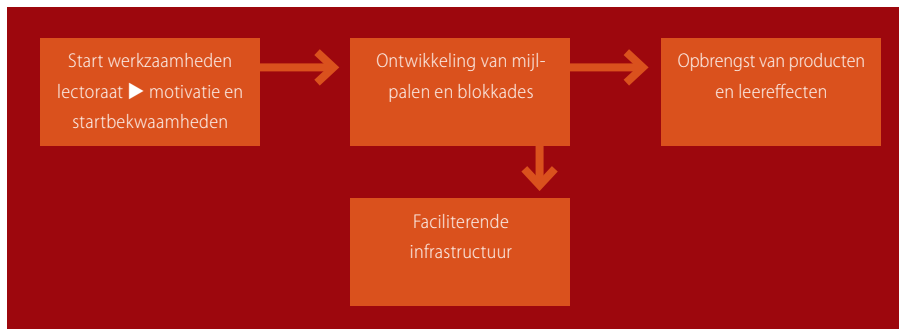 Start werkzaamheden
lectoraat ▶ motivatie en
startbekwaamheden
Ontwikkeling van mijl-
palen en blokkades
Opbrengst van producten
en leereffecten
Faciliterende
infrastructuur